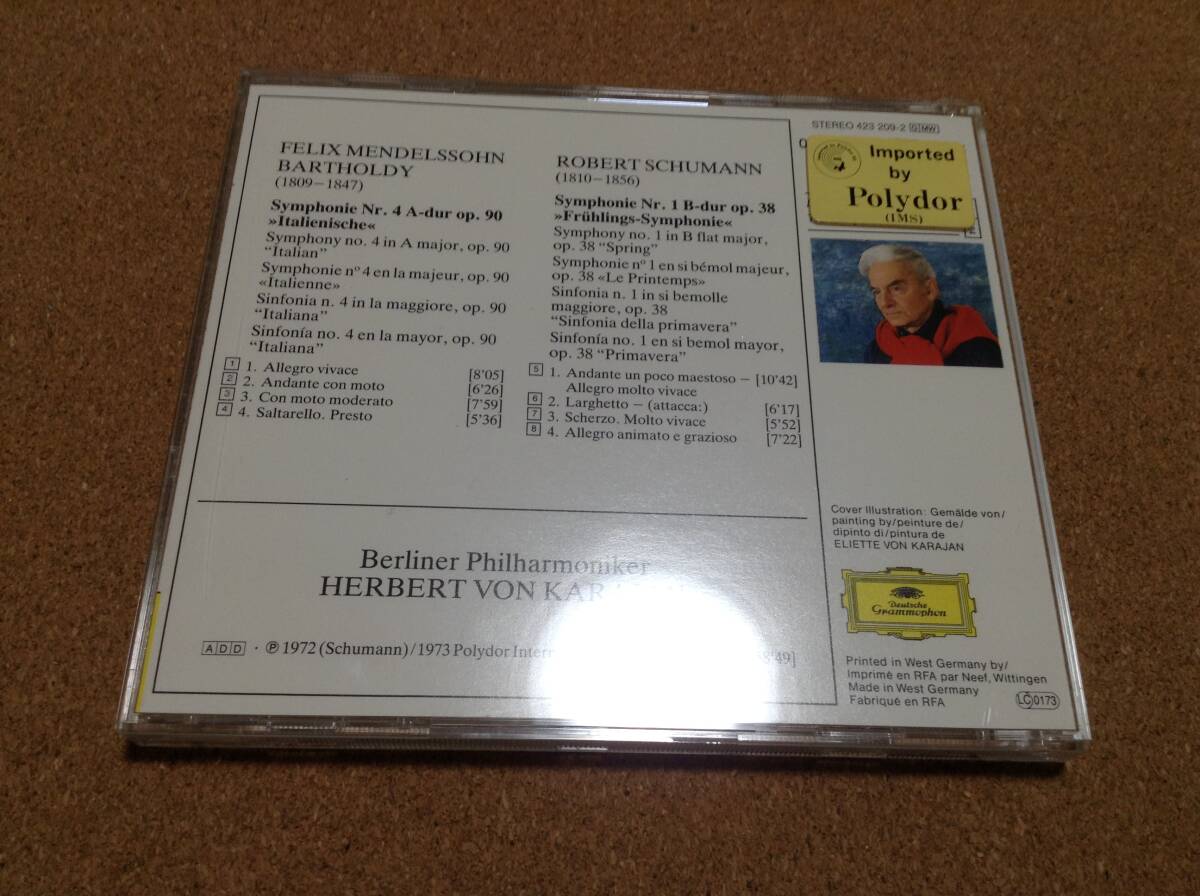 FELIX MENDELSSOHN
BARTHOLDY
(1809–1847)
Symphonie Nr. 4 A-dur op. 90
»Italienische«
Symphony no. 4 in A major, op. 90
“Italian”
Symphonie nº 4 en la majeur, op. 90
«Italienne»
Sinfonia n. 4 in la maggiore, op. 90
“Italiana”
Sinfonía no. 4 en la mayor, op. 90
“Italiana”
1 1. Allegro vivace [8'05]
2 2. Andante con moto [6'26]
3 3. Con moto moderato [7'59]
4 4. Saltarello. Presto [5'36]
ROBERT SCHUMANN
(1810–1856)
Symphonie Nr. 1 B-dur op. 38
»Frühlings-Symphonie«
Symphony no. 1 in B flat major,
op. 38 “Spring”
Symphonie nº 1 en si bémol majeur,
op. 38 «Le Printemps»
Sinfonia n. 1 in si bemolle
maggiore, op. 38
“Sinfonia della primavera”
Sinfonía no. 1 en si bemol mayor,
op. 38 “Primavera”
5 1. Andante un poco maestoso – [10'42]
Allegro molto vivace
6 2. Larghetto – (attacca:) [6'17]
7 3. Scherzo. Molto vivace [5'52]
8 4. Allegro animato e grazioso [7'22]
Berliner Philharmoniker
HERBERT VON
ADD · ℗ 1972 (Schumann)/1973 Polydor
STEREO 423 209-2 GMW
Imported
by
Polydor
(IMS)
Cover Illustration: Gemälde von/
painting by/peinture de/
dipinto di/pintura de
ELIETTE VON KARAJAN
Deutsche
Grammophon
Printed in West Germany by/
Imprimé en RFA par Neef, Wittingen
Made in West Germany
Fabriqué en RFA
LC 0173